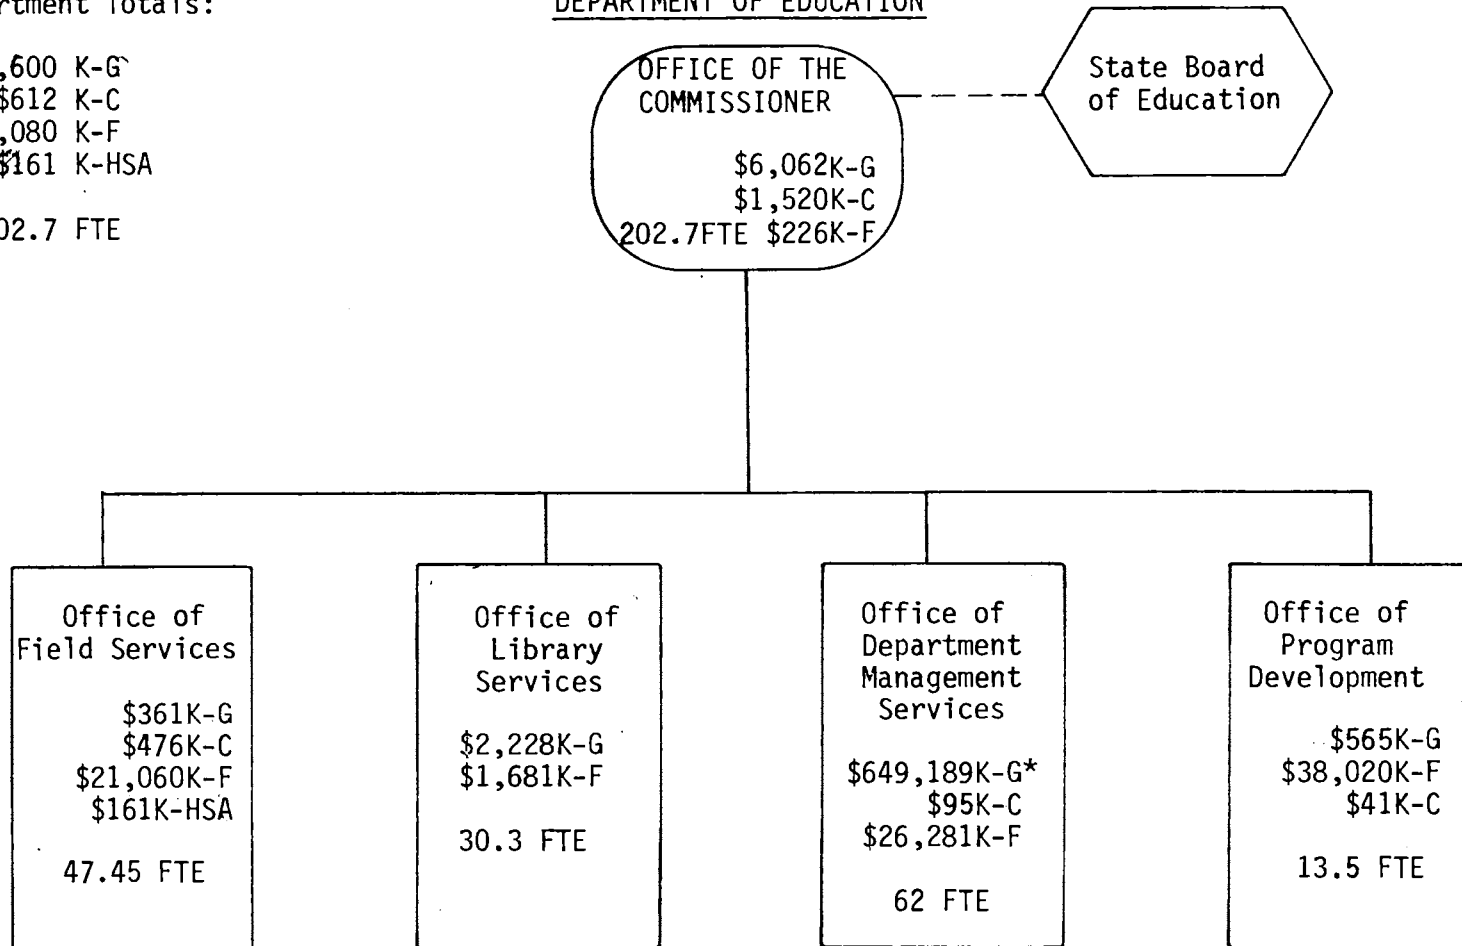 Totals:
DEPARTMENT OF EDUCATION
,600 K-G
$612 K-C
,080 K-F
$161 K-HSA
02.7 FTE
OFFICE OF THE
COMMISSIONER
$6,062K-G
$1,520K-C
202.7FTE $226K-F
State Board
of Education
Office of
Field Services
$361K-G
$476K-C
$21,060K-F
$161K-HSA
47.45 FTE
Office of
Library
Services
$2,228K-G
$1,681K-F
30.3 FTE
Office of
Department
Management
Services
$649,189K-G*
$95K-C
$26,281K-F
62 FTE
Office of
Program
Development
$565K-G
$38,020K-F
$41K-C
13.5 FTE